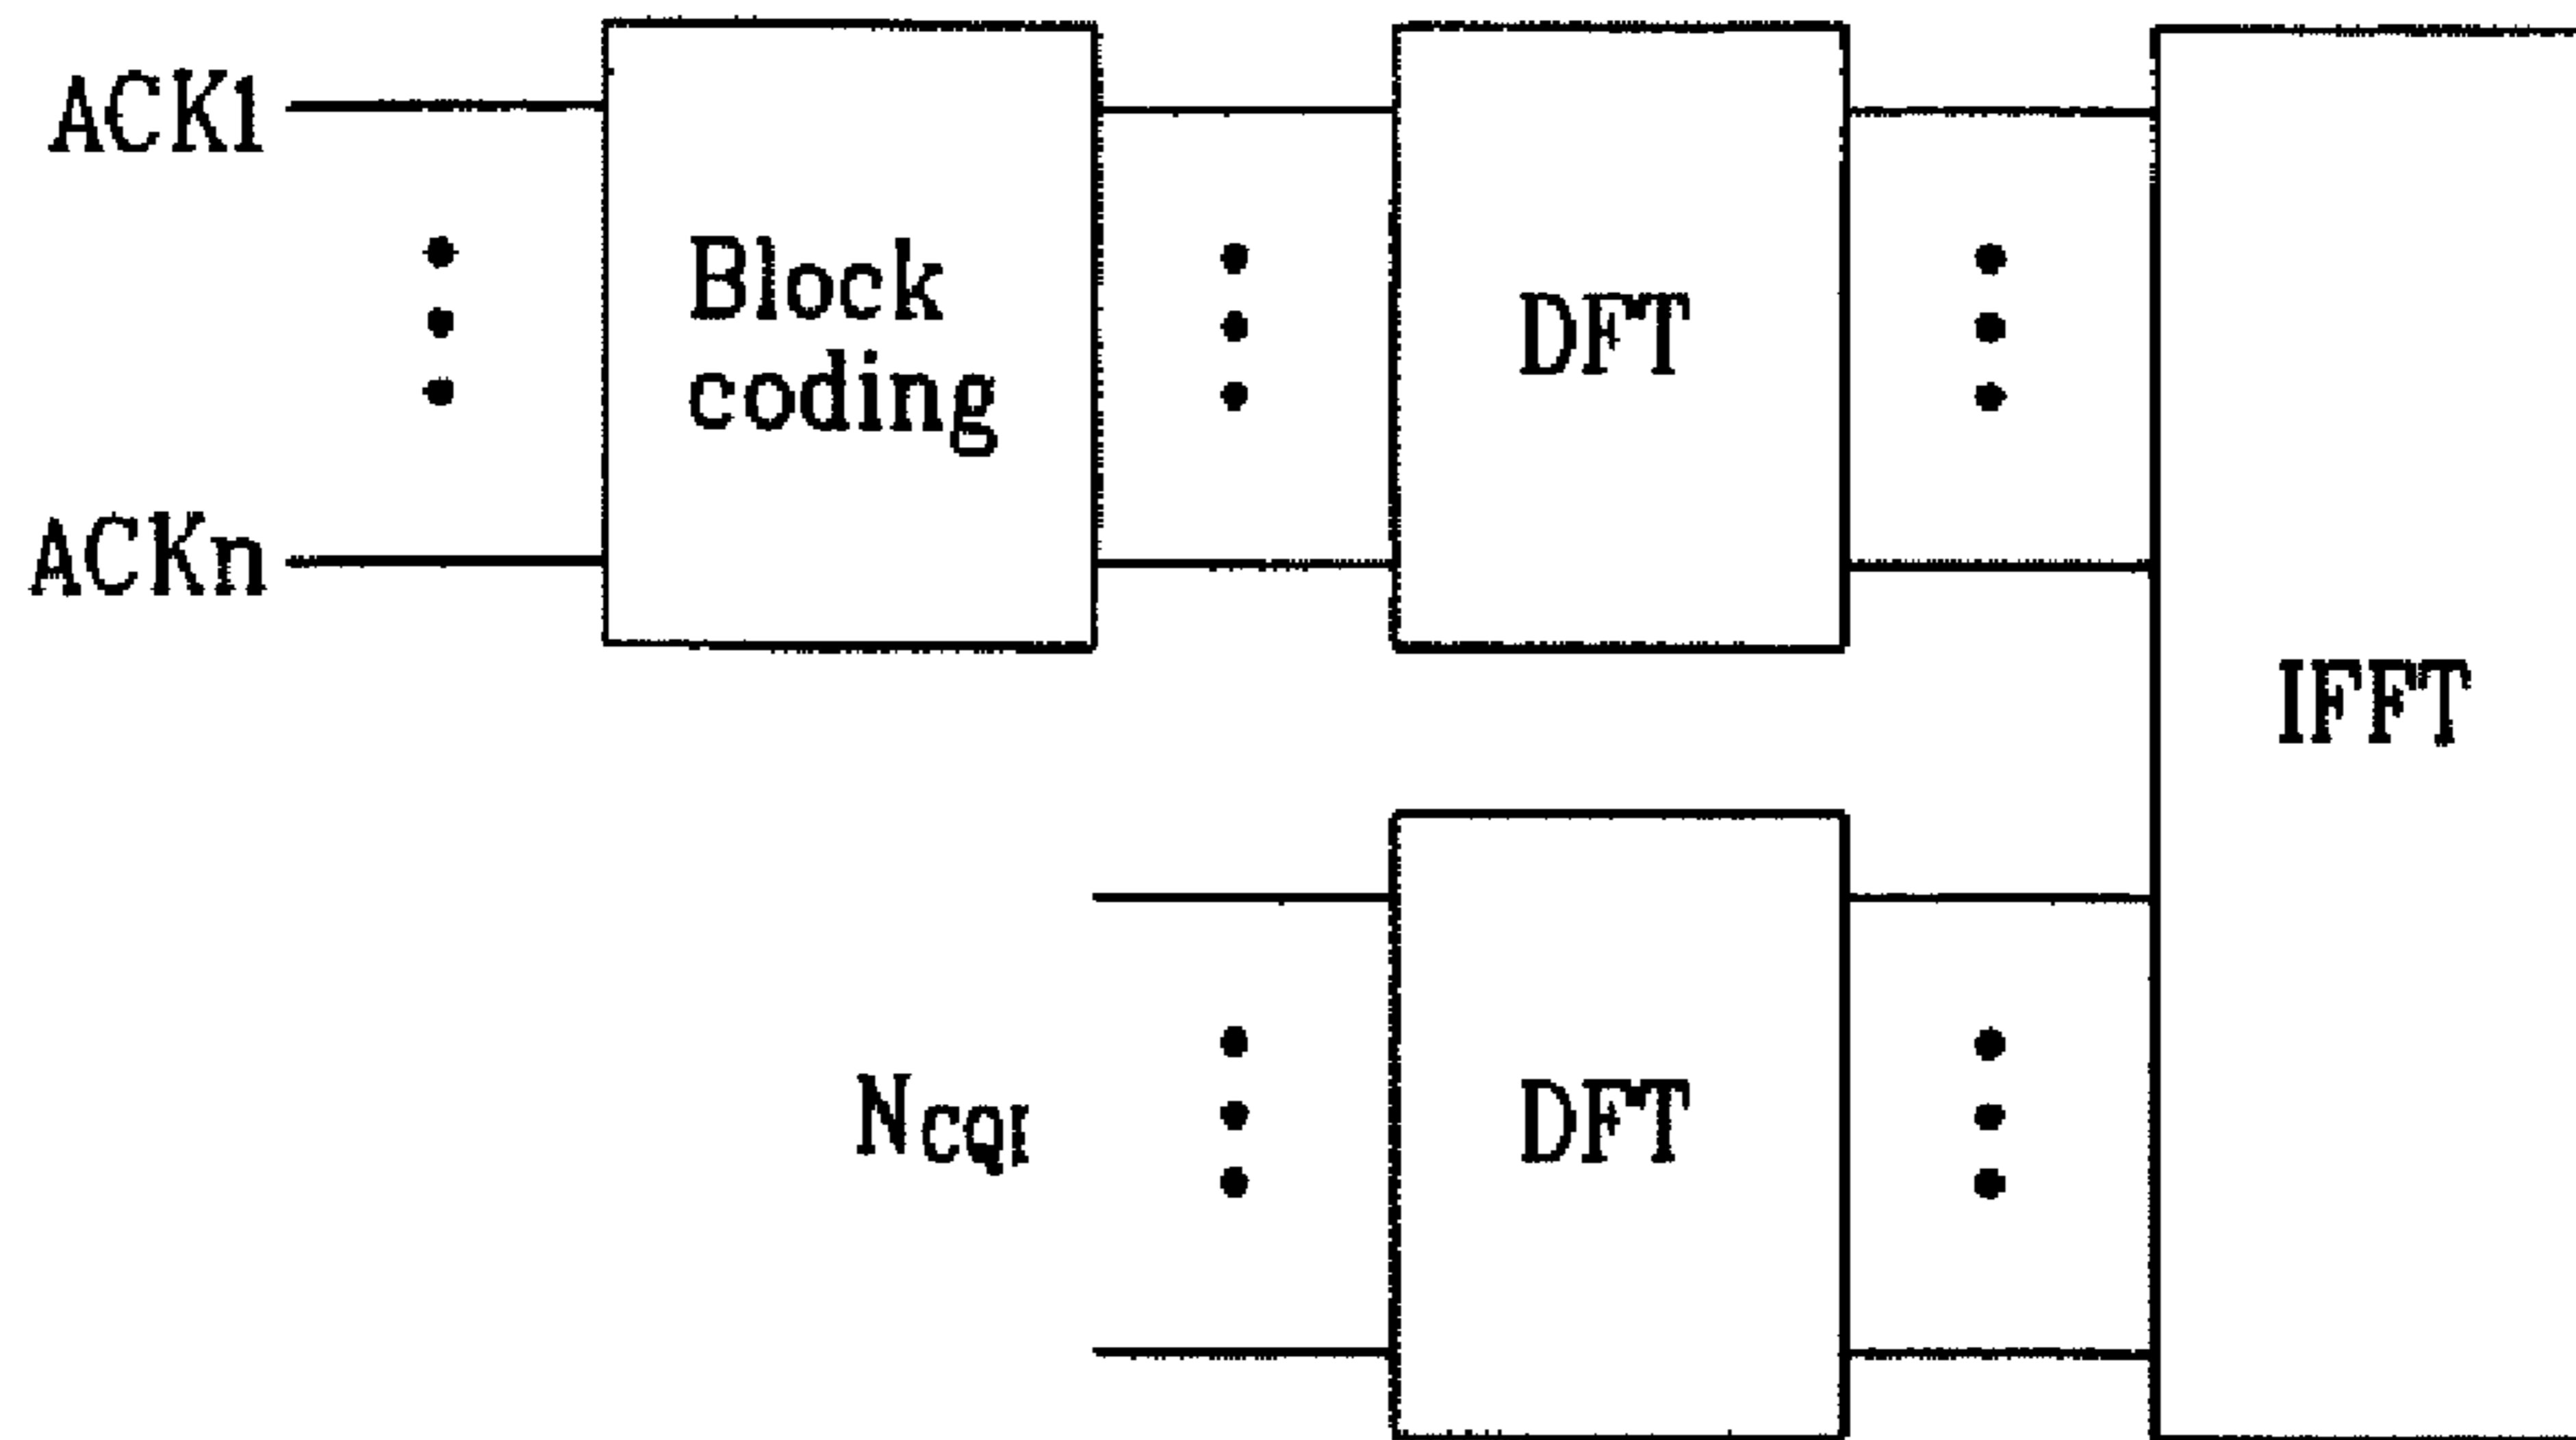 ACK1
Block
coding
DFT
ACKn
IFFT
NCQI
DFT